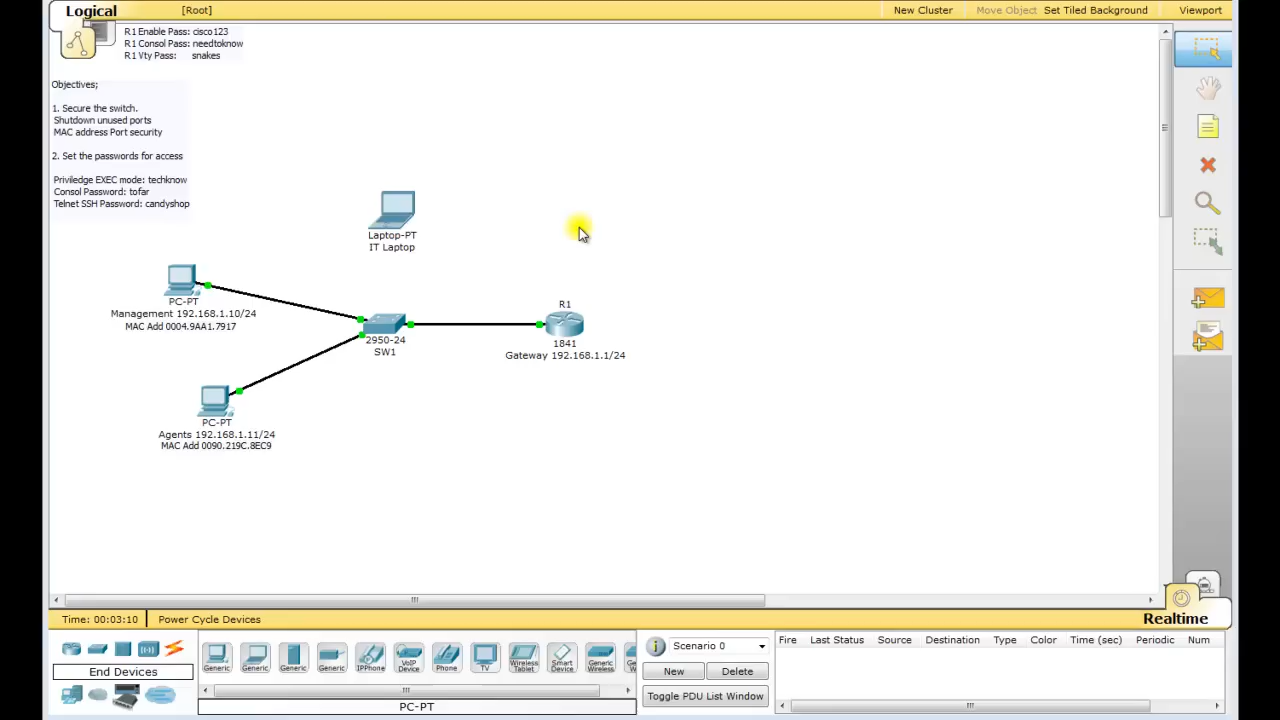 Logical
[Root]
New Cluster
Move Object
Set Tiled Background
Viewport
R1 Enable Pass: cisco123
R1 Consol Pass: needtoknow
R1 Vty Pass: snakes
Objectives;
1. Secure the switch.
Shutdown unused ports
MAC address Port security
2. Set the passwords for access
Priviledge EXEC mode: techknow
Consol Password: tofar
Telnet SSH Password: candyshop
Laptop-PT
IT Laptop
PC-PT
Management 192.168.1.10/24
MAC Add 0004.9AA1.7917
2950-24
SW1
R1
1841
Gateway 192.168.1.1/24
PC-PT
Agents 192.168.1.11/24
MAC Add 0090.219C.8EC9
Time: 00:03:10
Power Cycle Devices
Realtime
End Devices
Generic
Generic
Generic
Generic
IPPhone
VoIP
Device
Phone
TV
Wireless
Tablet
Smart
Device
Generic
Wireless
PC-PT
Scenario 0
New
Delete
Toggle PDU List Window
Fire
Last Status
Source
Destination
Type
Color
Time (sec)
Periodic
Num